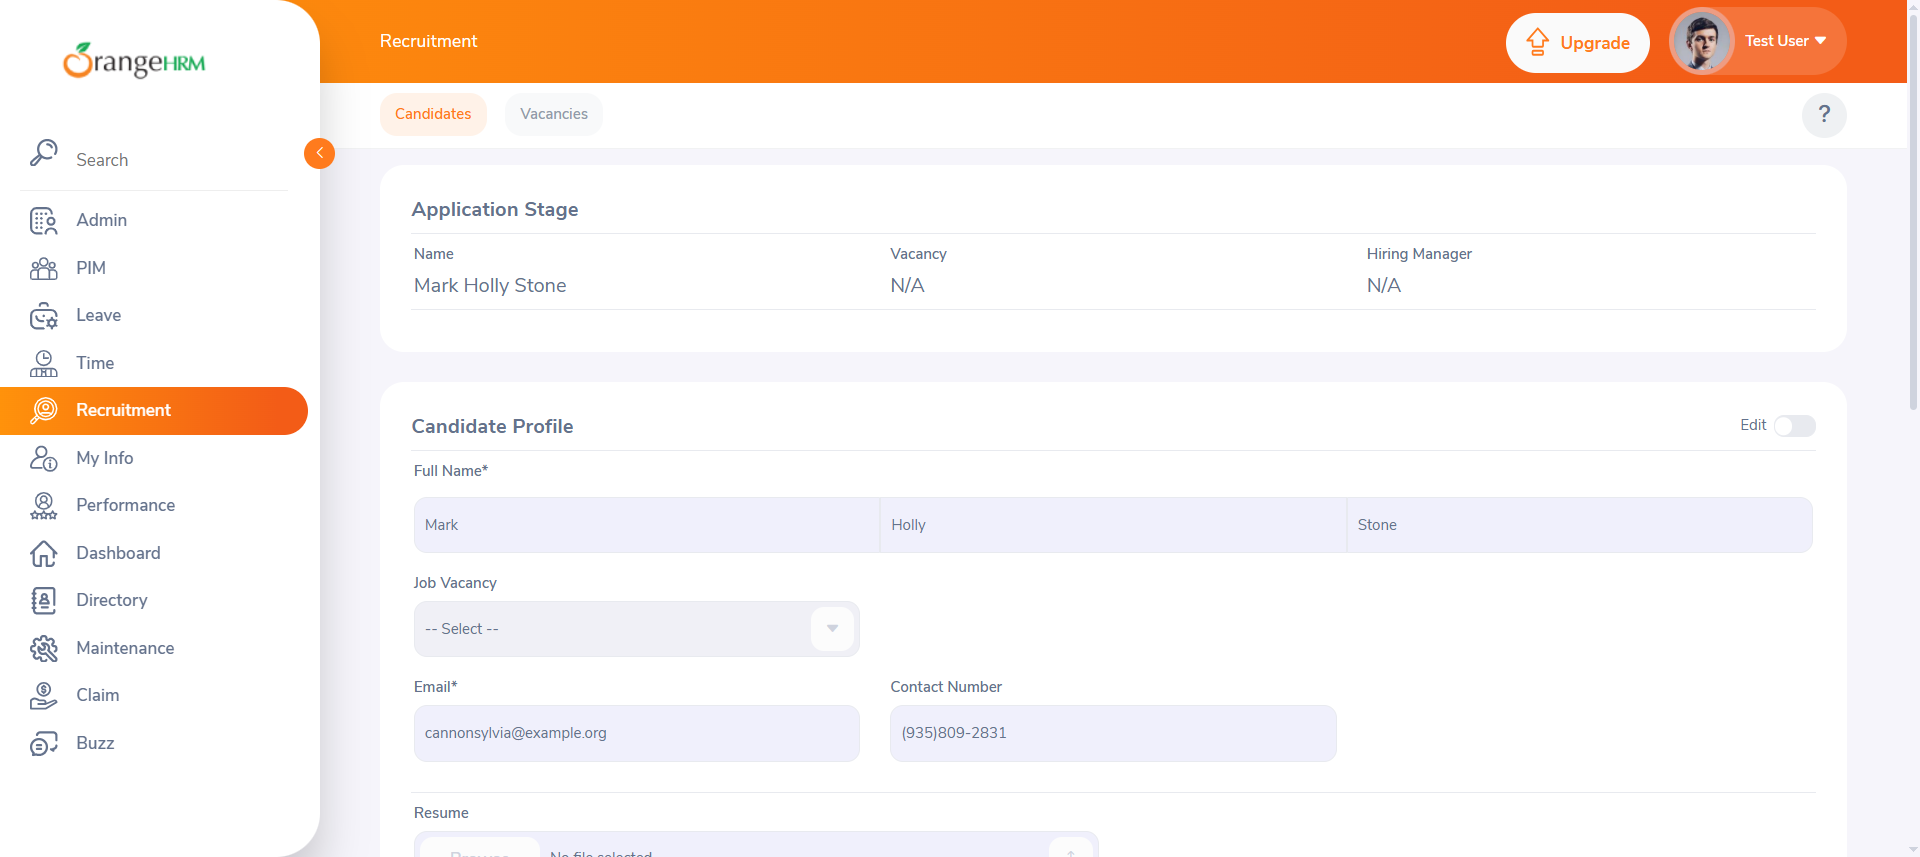 OrangeHRM
Recruitment
Upgrade
Test User
Candidates
Vacancies
?
Search
Admin
PIM
Leave
Time
Recruitment
My Info
Performance
Dashboard
Directory
Maintenance
Claim
Buzz
Application Stage
Name
Vacancy
Hiring Manager
Mark Holly Stone
N/A
N/A
Candidate Profile
Edit
Full Name*
Mark
Holly
Stone
Job Vacancy
-- Select --
Email*
Contact Number
cannonsylvia@example.org
(935)809-2831
Resume
Browse
No file selected